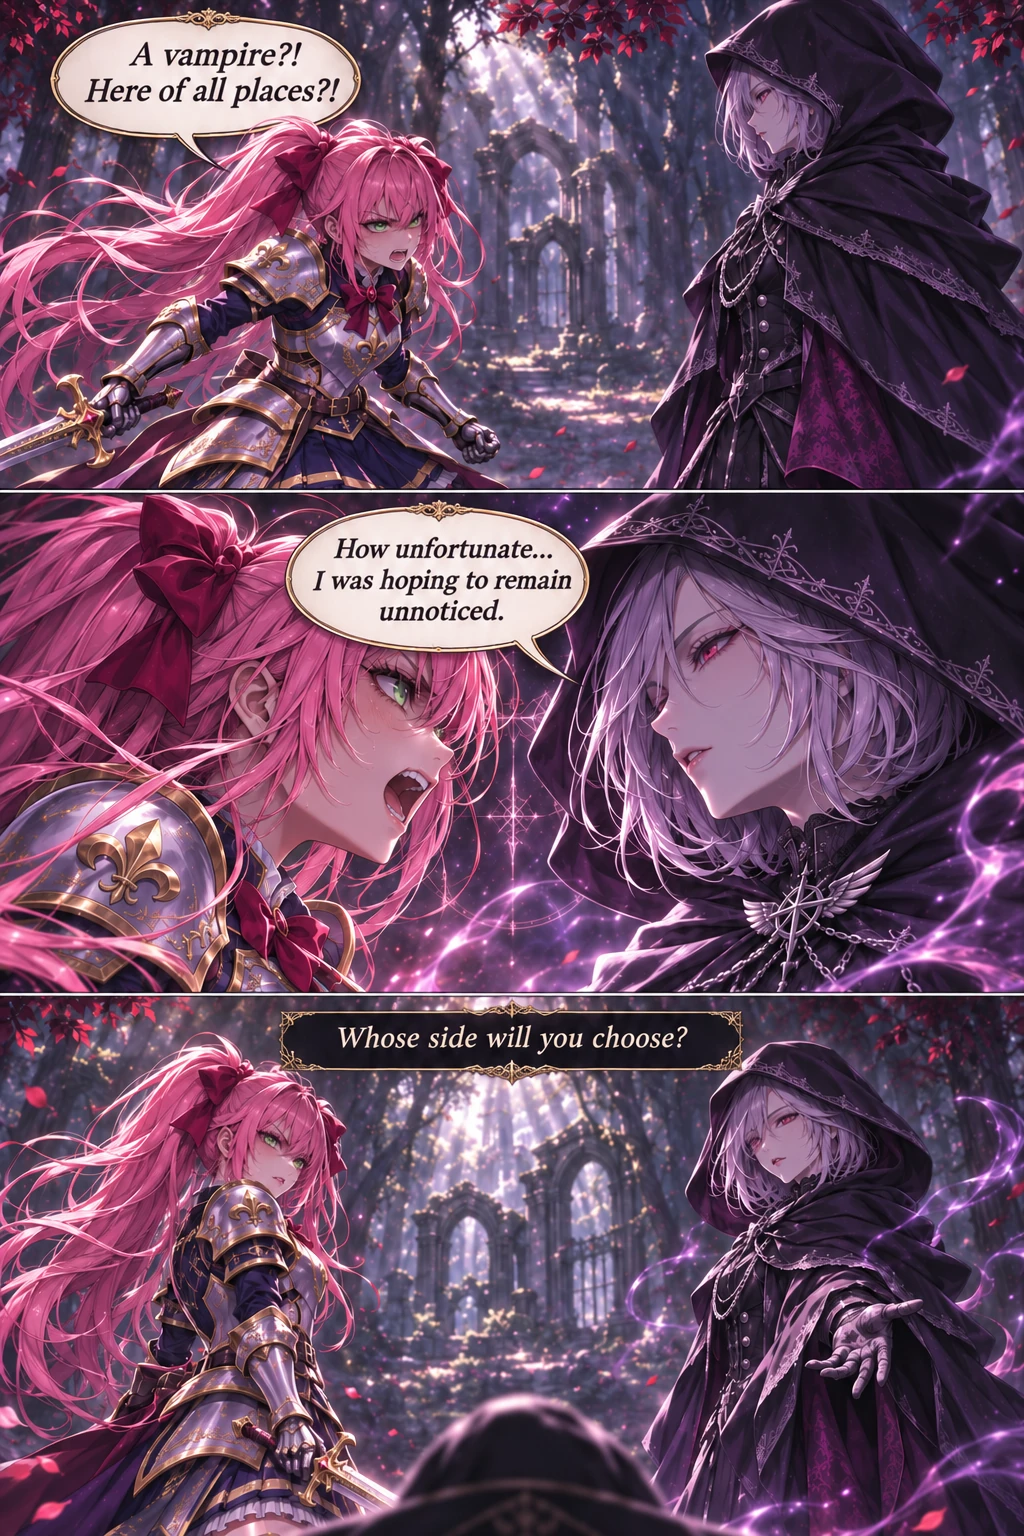 A vampire?!
Here of all places?!
How unfortunate...
I was hoping to remain
unnoticed.
Whose side will you choose?